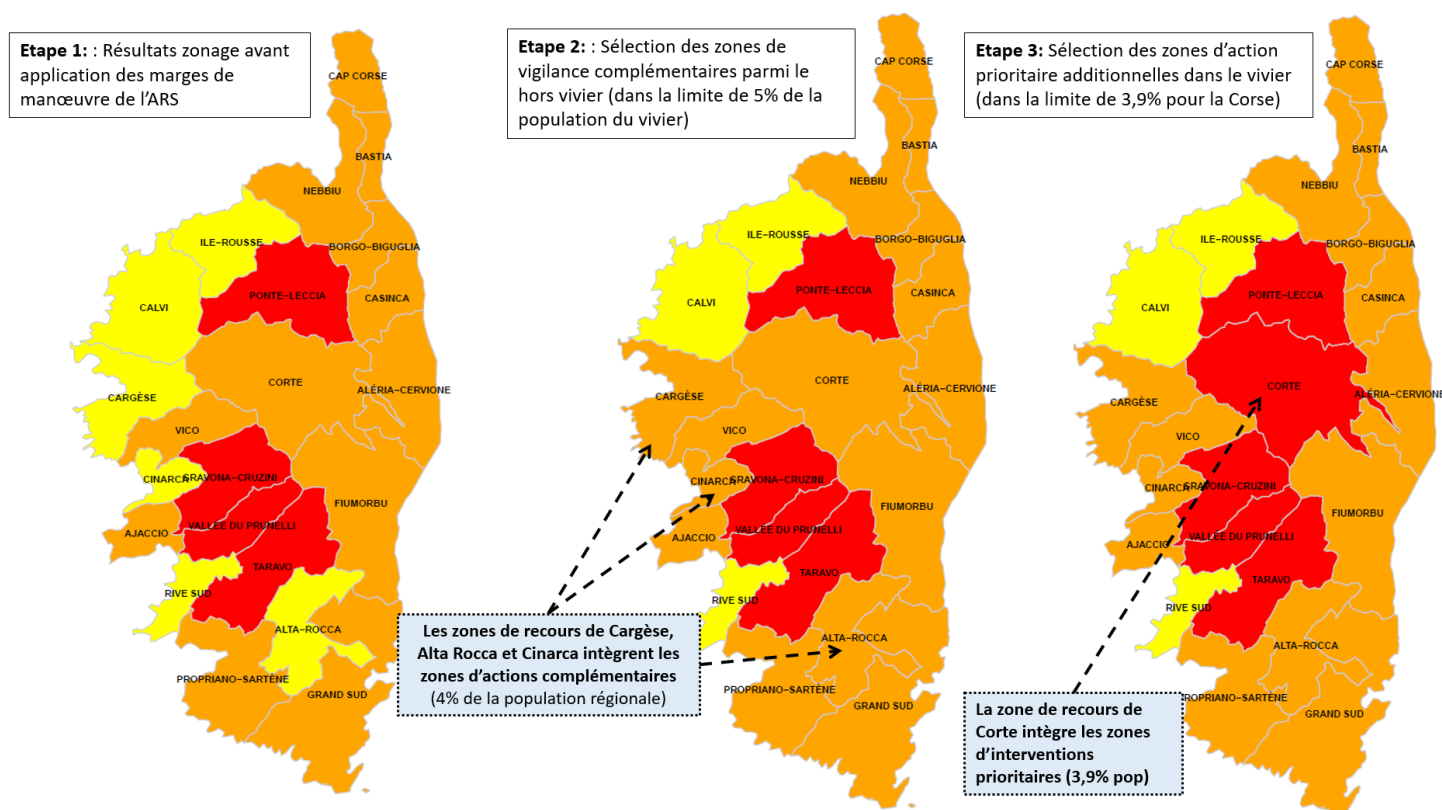 Etape 1: : Résultats zonage avant
application des marges de
manœuvre de l'ARS
CAP CORSE
BASTIA
NEBBIU
ILE–ROUSSE
BORGO–BIGUGLIA
PONTE–LECCIA
CASINCA
CALVI
CORTE
ALÉRIA–CERVIONE
CARGÈSE
VICO
CINARCA
GRAVONA–CRUZINI
FIUMORBU
AJACCIO
VALLÉE DU PRUNELLI
TARAVO
RIVE SUD
ALTA–ROCCA
PROPRIANO–SARTÈNE
GRAND SUD
Etape 2: : Sélection des zones de
vigilance complémentaires parmi le
hors vivier (dans la limite de 5% de la
population du vivier)
CAP CORSE
BASTIA
NEBBIU
ILE–ROUSSE
BORGO–BIGUGLIA
PONTE–LECCIA
CASINCA
CALVI
CORTE
ALÉRIA–CERVIONE
CARGÈSE
VICO
CINARCA
GRAVONA–CRUZINI
FIUMORBU
AJACCIO
VALLÉE DU PRUNELLI
TARAVO
RIVE SUD
ALTA–ROCCA
PROPRIANO–SARTÈNE
GRAND SUD
Les zones de recours de Cargèse,
Alta Rocca et Cinarca intègrent les
zones d'actions complémentaires
(4% de la population régionale)
Etape 3: Sélection des zones d'action
prioritaire additionnelles dans le vivier
(dans la limite de 3,9% pour la Corse)
CAP CORSE
BASTIA
NEBBIU
ILE–ROUSSE
BORGO–BIGUGLIA
PONTE–LECCIA
CASINCA
CALVI
CORTE
ALÉRIA–CERVIONE
CARGÈSE
VICO
CINARCA
GRAVONA–CRUZINI
FIUMORBU
AJACCIO
VALLÉE DU PRUNELLI
TARAVO
RIVE SUD
ALTA–ROCCA
ROPRIANO–SARTÈNE
GRAND SUD
La zone de recours de
Corte intègre les zones
d'interventions
prioritaires (3,9% pop)